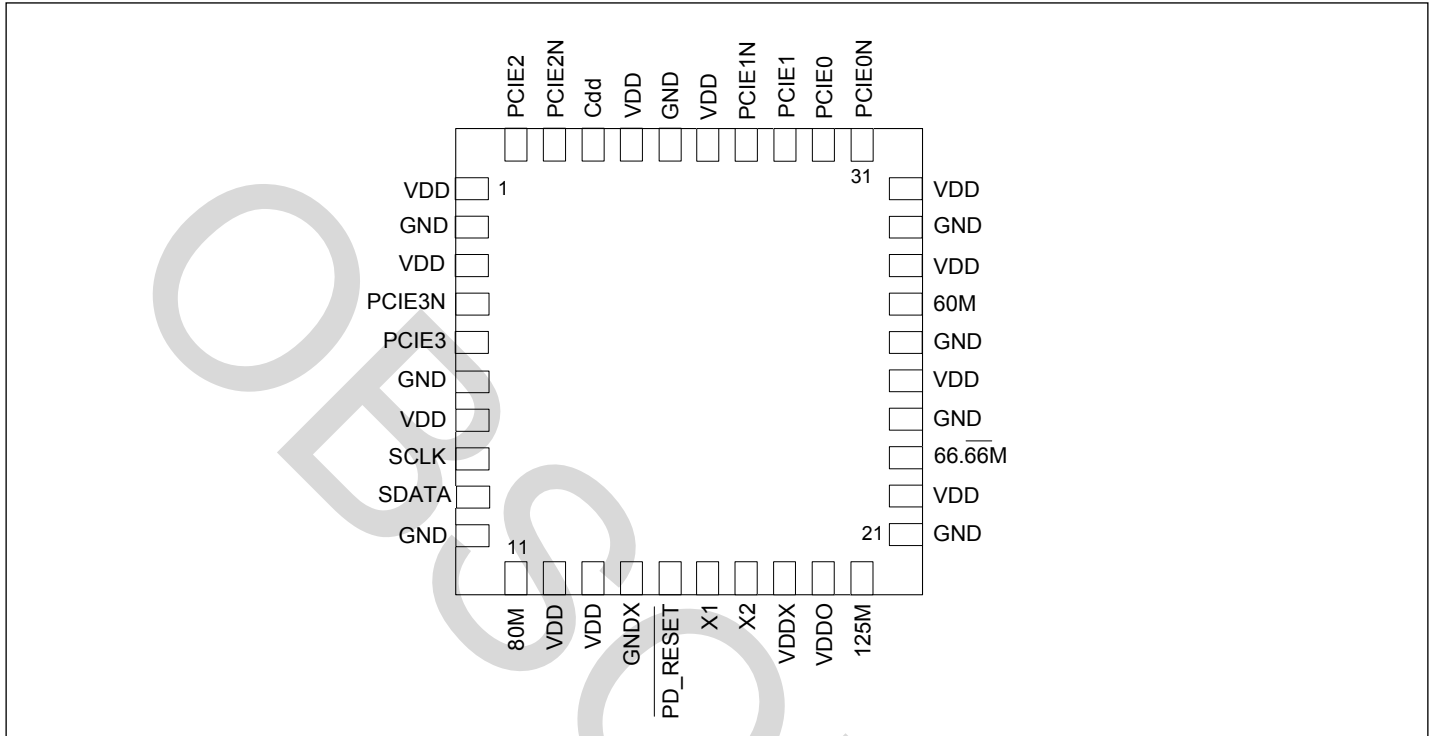 PCIE2
PCIE2N
Cdd
VDD
GND
VDD
PCIE1N
PCIE1
PCIE0
PCIE0N
31
1
VDD
GND
VDD
PCIE3N
PCIE3
GND
VDD
SCLK
SDATA
GND
VDD
GND
VDD
60M
GND
VDD
GND
66.6̅6̅M
VDD
21 GND
11
80M
VDD
VDD
GNDX
P̅D̅_̅R̅E̅S̅E̅T̅
X1
X2
VDDX
VDDO
125M